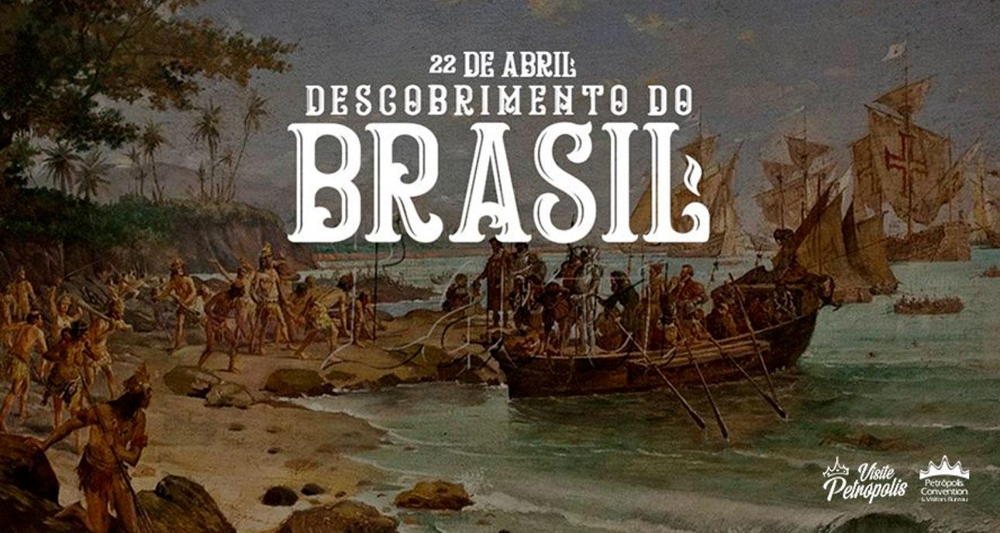 22 DE ABRIL
DESCOBRIMENTO DO
BRASIL
Visite
Petrópolis
Petrópolis
Convention
& Visitors Bureau